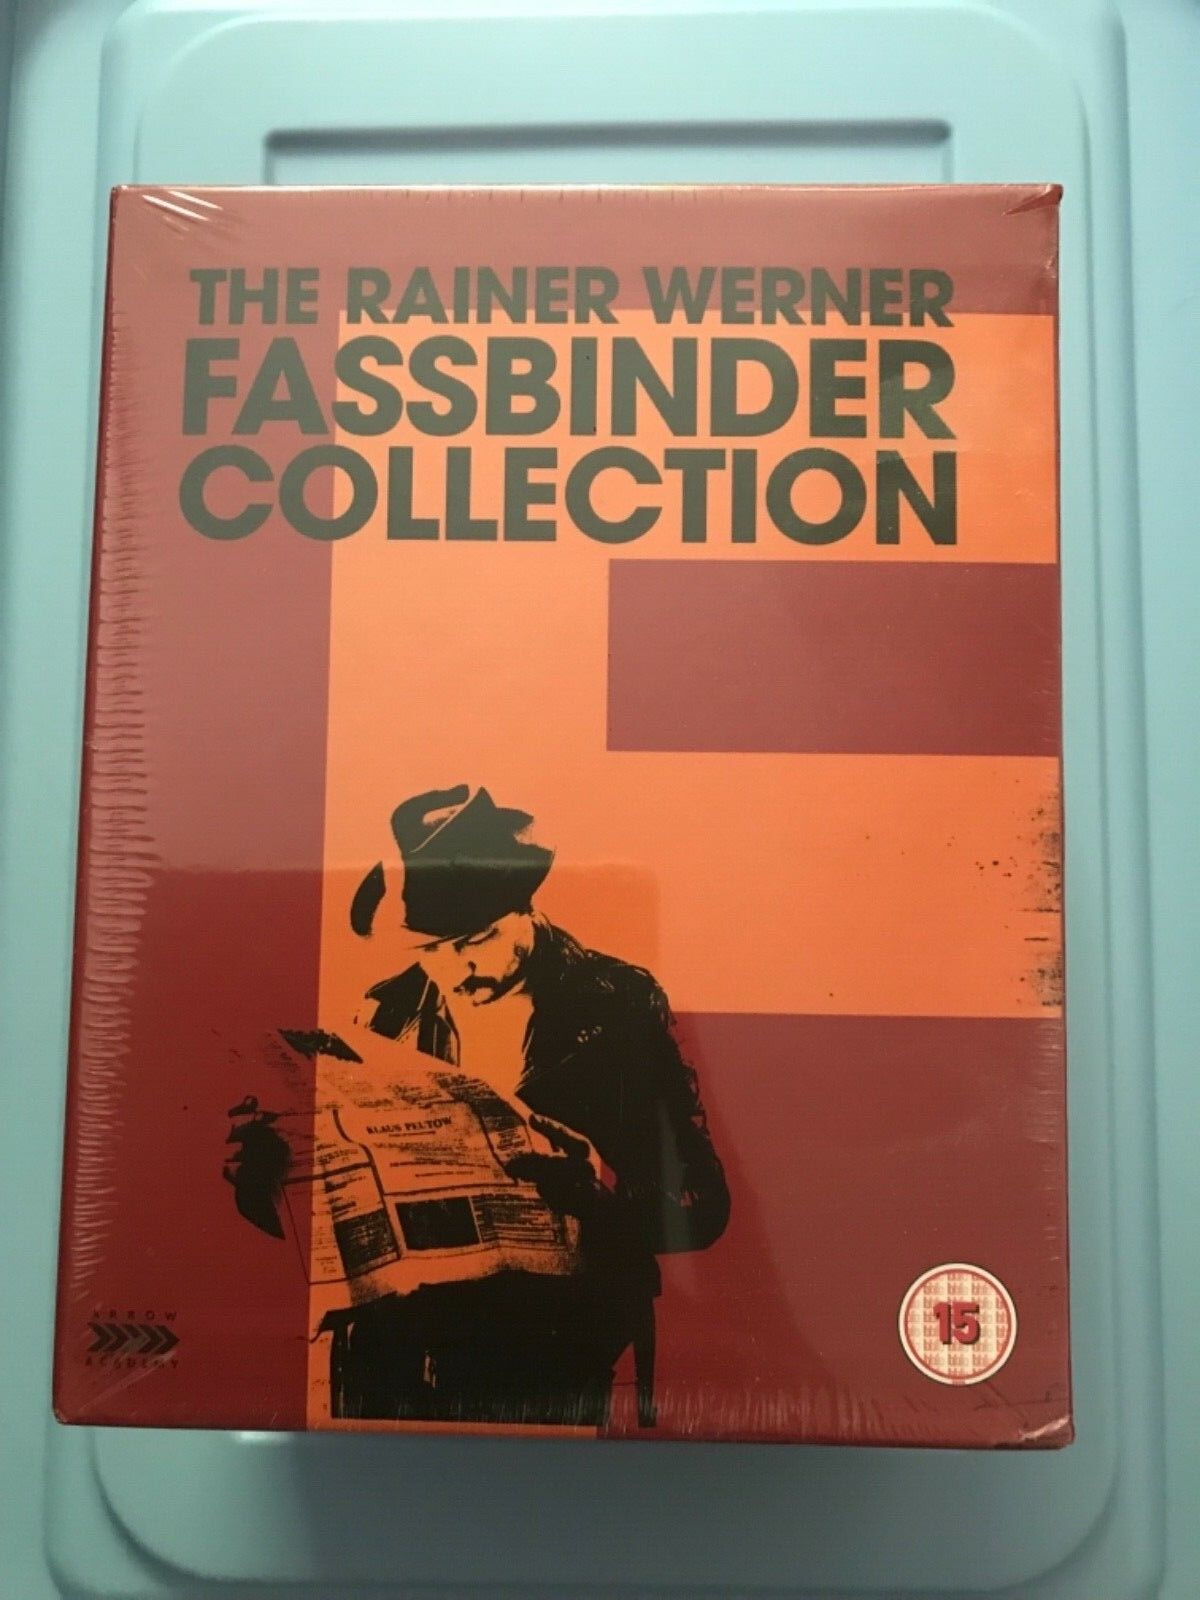 THE RAINER WERNER
FASSBINDER
COLLECTION
KLAUS PELTOW
ARROW
ACADEMY
15